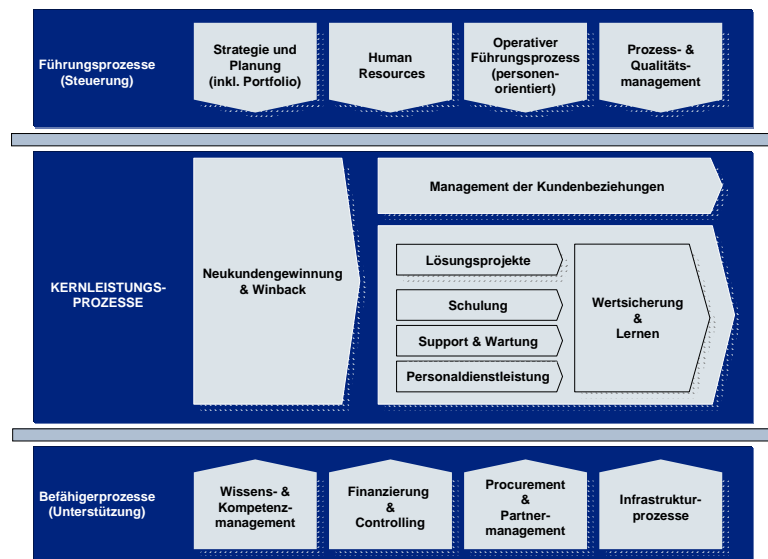 Führungsprozesse
(Steuerung)
Strategie und
Planung
(inkl. Portfolio)
Human
Resources
Operativer
Führungsprozess
(personen-
orientiert)
Prozess- &
Qualitäts-
management
KERNLEISTUNGS-
PROZESSE
Neukundengewinnung
& Winback
Management der Kundenbeziehungen
Lösungsprojekte
Schulung
Support & Wartung
Personaldienstleistung
Wertsicherung
&
Lernen
Befähigerprozesse
(Unterstützung)
Wissens- &
Kompetenz-
management
Finanzierung
&
Controlling
Procurement
&
Partner-
management
Infrastruktur-
prozesse